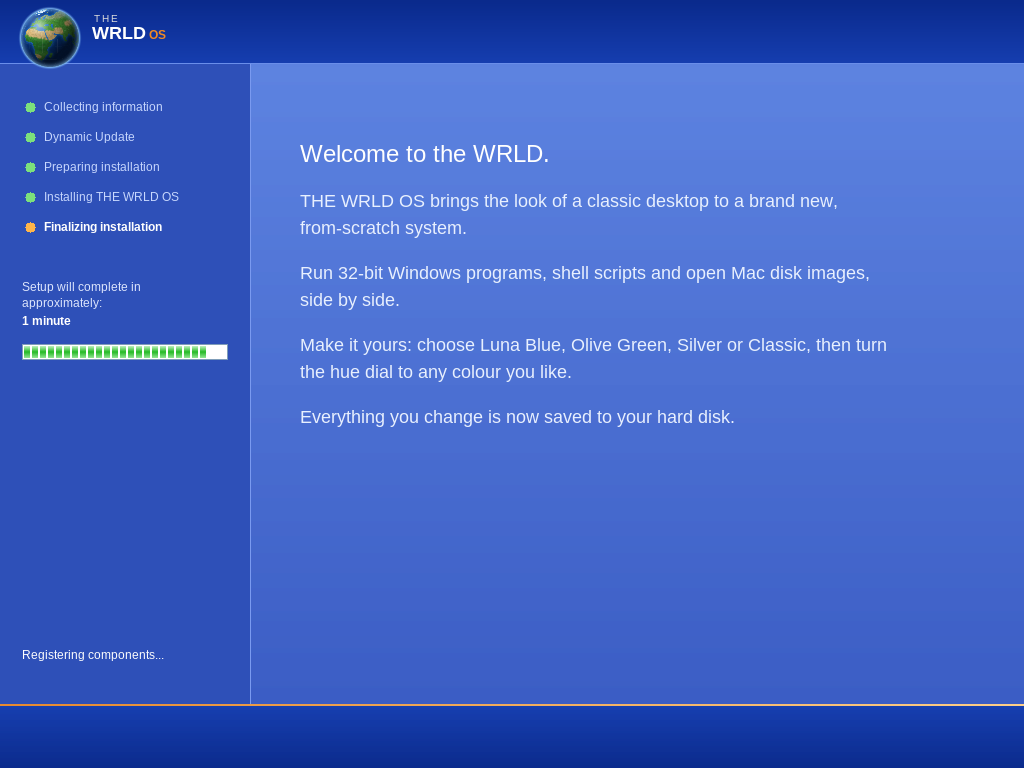 THE
WRLD OS
Collecting information
Dynamic Update
Preparing installation
Installing THE WRLD OS
Finalizing installation
Setup will complete in
approximately:
1 minute
Registering components...
Welcome to the WRLD.
THE WRLD OS brings the look of a classic desktop to a brand new,
from-scratch system.
Run 32-bit Windows programs, shell scripts and open Mac disk images,
side by side.
Make it yours: choose Luna Blue, Olive Green, Silver or Classic, then turn
the hue dial to any colour you like.
Everything you change is now saved to your hard disk.